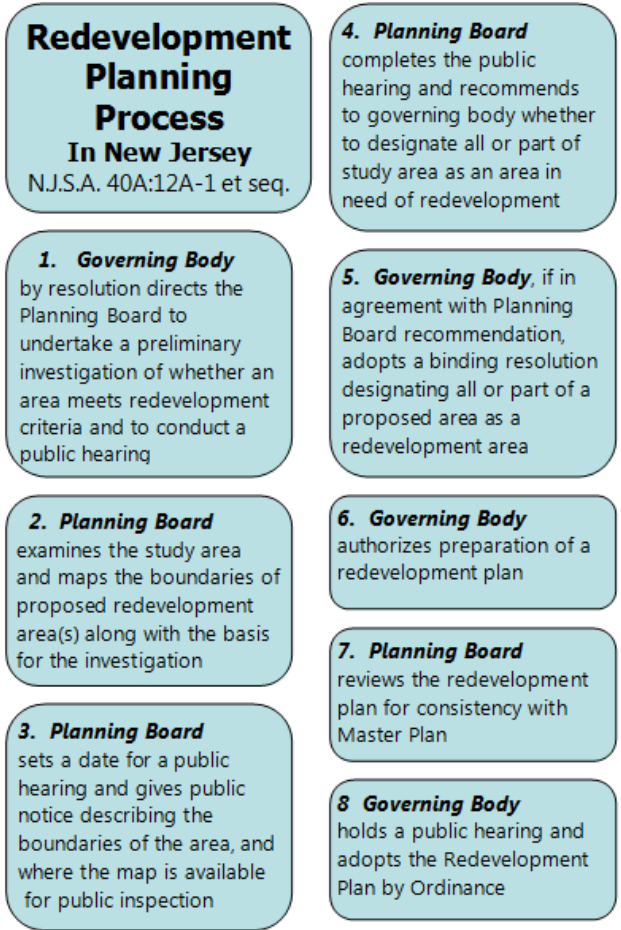 Redevelopment
Planning
Process
In New Jersey
N.J.S.A. 40A:12A-1 et seq.
1. Governing Body
by resolution directs the
Planning Board to
undertake a preliminary
investigation of whether an
area meets redevelopment
criteria and to conduct a
public hearing
2. Planning Board
examines the study area
and maps the boundaries of
proposed redevelopment
area(s) along with the basis
for the investigation
3. Planning Board
sets a date for a public
hearing and gives public
notice describing the
boundaries of the area, and
where the map is available
for public inspection
4. Planning Board
completes the public
hearing and recommends
to governing body whether
to designate all or part of
study area as an area in
need of redevelopment
5. Governing Body, if in
agreement with Planning
Board recommendation,
adopts a binding resolution
designating all or part of a
proposed area as a
redevelopment area
6. Governing Body
authorizes preparation of a
redevelopment plan
7. Planning Board
reviews the redevelopment
plan for consistency with
Master Plan
8 Governing Body
holds a public hearing and
adopts the Redevelopment
Plan by Ordinance